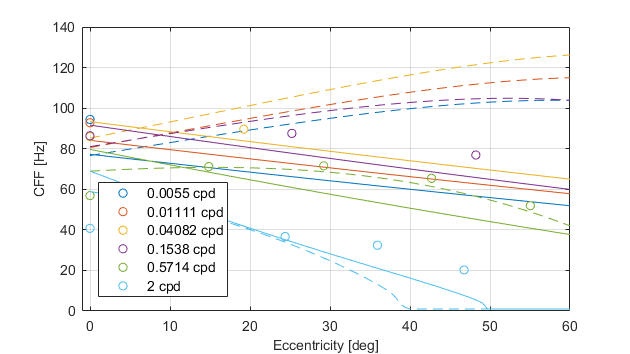 140
120
100
80
60
40
20
0
CFF [Hz]
0.0055 cpd
0.01111 cpd
0.04082 cpd
0.1538 cpd
0.5714 cpd
2 cpd
0 10 20 30 40 50 60
Eccentricity [deg]